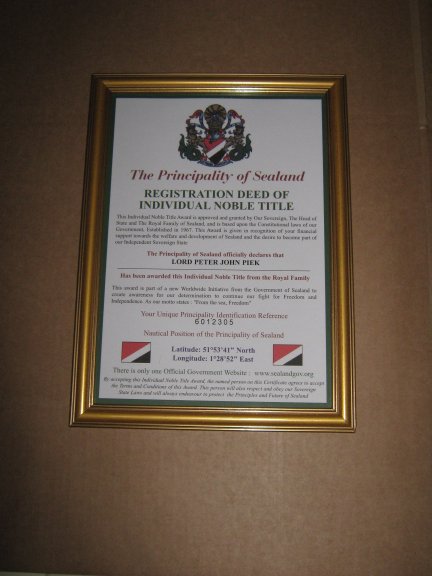 The Principality of Sealand
REGISTRATION DEED OF
INDIVIDUAL NOBLE TITLE
This Individual Noble Title Award is approved and granted by Our Sovereign, The Head of
State and The Royal Family of Sealand, and is based upon the Constitutional laws of our
Government. Established in 1967. This Award is given in recognition of your financial
support towards the welfare and development of Sealand and the desire to become part of
our Independent Sovereign State
The Principality of Sealand officially declares that
LORD PETER JOHN PIEK
Has been awarded this Individual Noble Title from the Royal Family
This award is part of a new Worldwide Initiative from the Government of Sealand to
create awareness for our determination to continue our fight for Freedom and
Independence. As our motto states : "From the sea, Freedom"
Your Unique Principality Identification Reference
6012305
Nautical Position of the Principality of Sealand
Latitude: 51°53'41" North
Longitude: 1°28'52" East
There is only one Official Government Website : www.sealandgov.org
By accepting this Individual Noble Title Award, the named person on this Certificate agrees to accept
the Terms and Conditions of this Award. This person will also respect and obey our Sovereign
State Laws and will always endeavour to protect the Principles and Future of Sealand